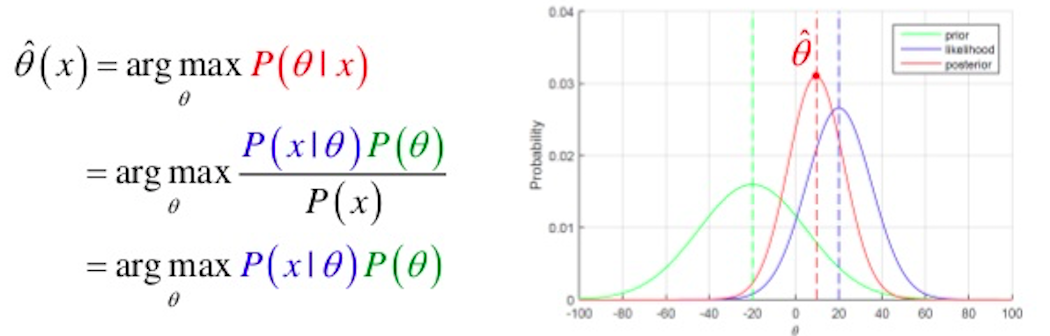 θ̂(x) = arg max P(θ | x)
θ
= arg max P(x | θ)P(θ) / P(x)
θ
= arg max P(x | θ)P(θ)
θ
0.04
0.03
0.02
0.01
0
Probability
θ̂
prior
likelihood
posterior
-100 -80 -60 -40 -20 0 20 40 60 80 100
θ